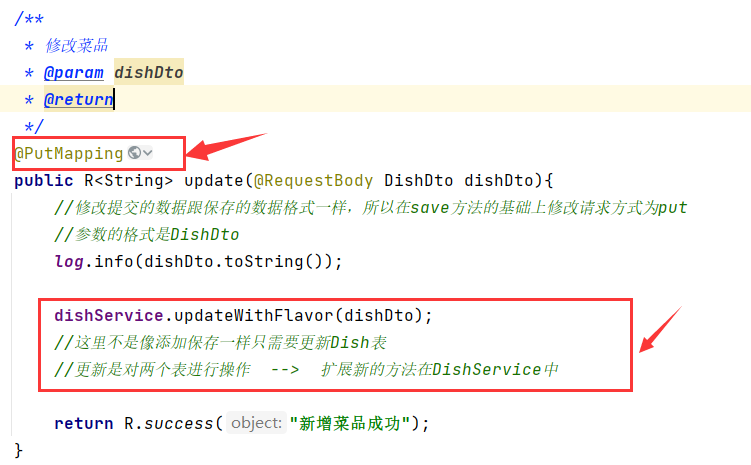 /**
* 修改菜品
* @param dishDto
* @return
*/
@PutMapping
public R<String> update(@RequestBody DishDto dishDto){
//修改提交的数据跟保存的数据格式一样，所以在save方法的基础上修改请求方式为put
//参数的格式是DishDto
log.info(dishDto.toString());
dishService.updateWithFlavor(dishDto);
//这里不是像添加保存一样只需要更新Dish表
//更新是对两个表进行操作 --> 扩展新的方法在DishService中
return R.success( object: "新增菜品成功");
}